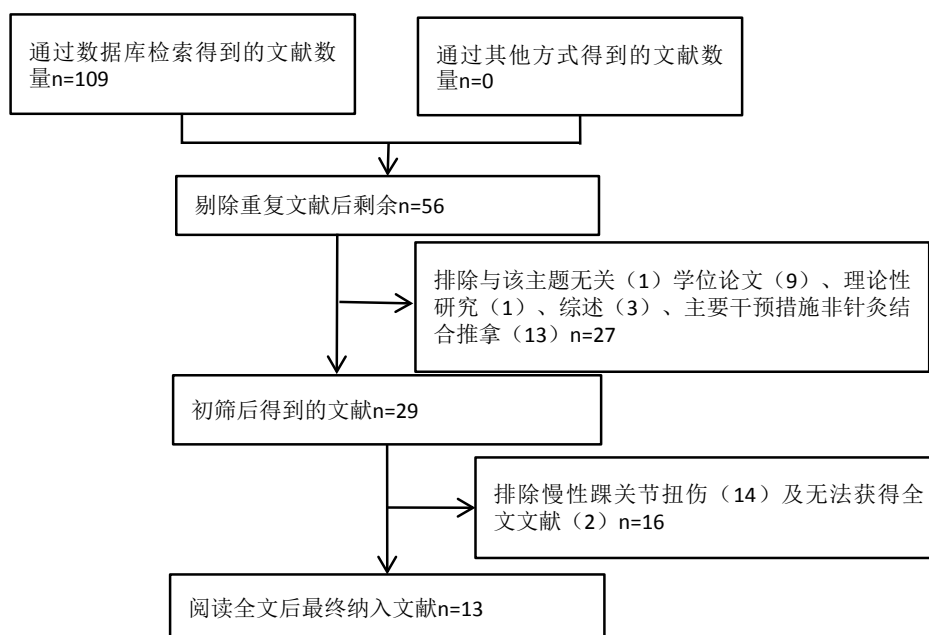 通过数据库检索得到的文献数
量n=109
通过其他方式得到的文献数
量n=0
剔除重复文献后剩余n=56
排除与该主题无关（1）学位论文（9）、理论性
研究（1）、综述（3）、主要干预措施非针灸结
合推拿（13）n=27
初筛后得到的文献n=29
排除慢性踝关节扭伤（14）及无法获得全
文文献（2）n=16
阅读全文后最终纳入文献n=13